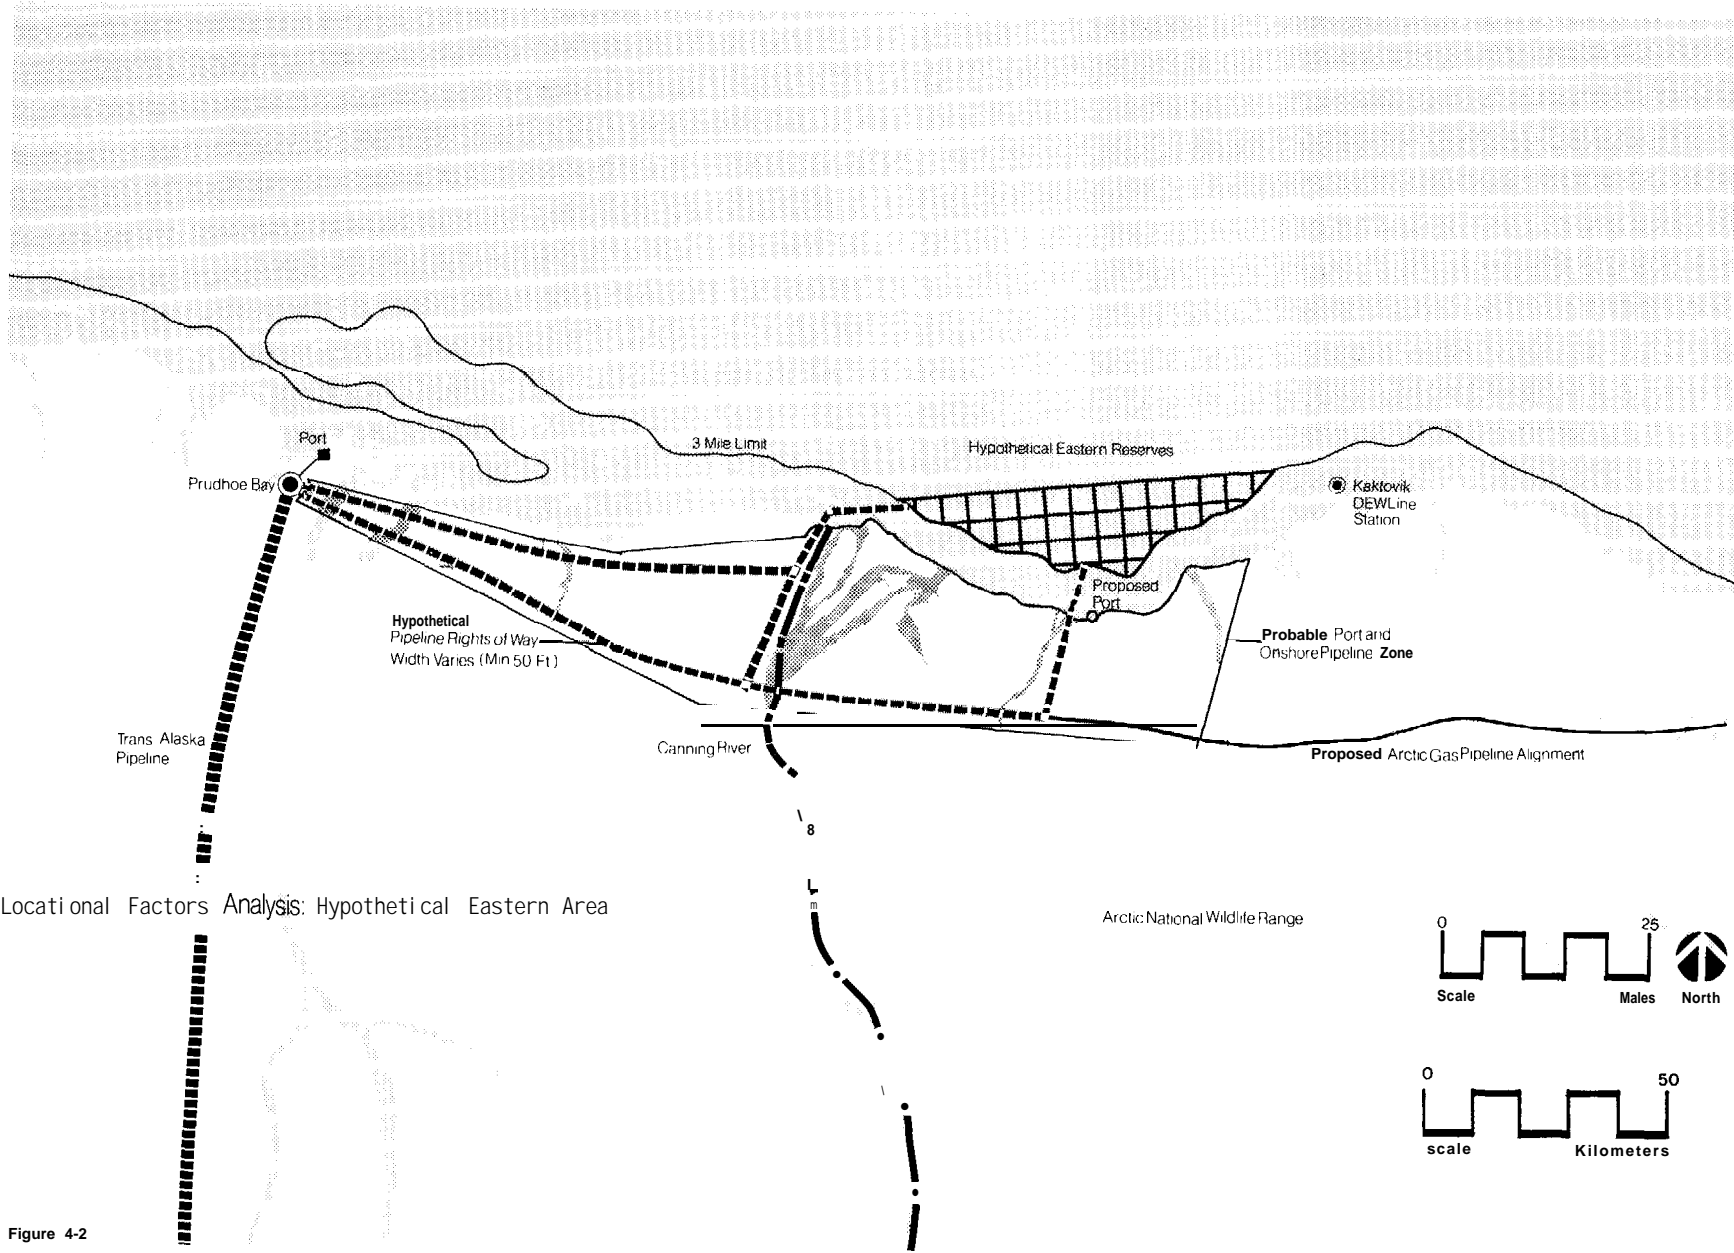 3 Mile Limit
Hypothetical Eastern Reserves
Port
Prudhoe Bay
Kaktovik
DEWLine
Station
Proposed
Port
Hypothetical
Pipeline Rights of Way
Width Varies (Min 50 Ft)
Probable Port and
Onshore Pipeline Zone
Trans Alaska
Pipeline
Canning River
Proposed Arctic Gas Pipeline Alignment
8
L
m
Locational Factors Analysis: Hypothetical Eastern Area
Arctic National Wildlife Range
0 25
Scale Males North
0 50
scale Kilometers
Figure 4-2